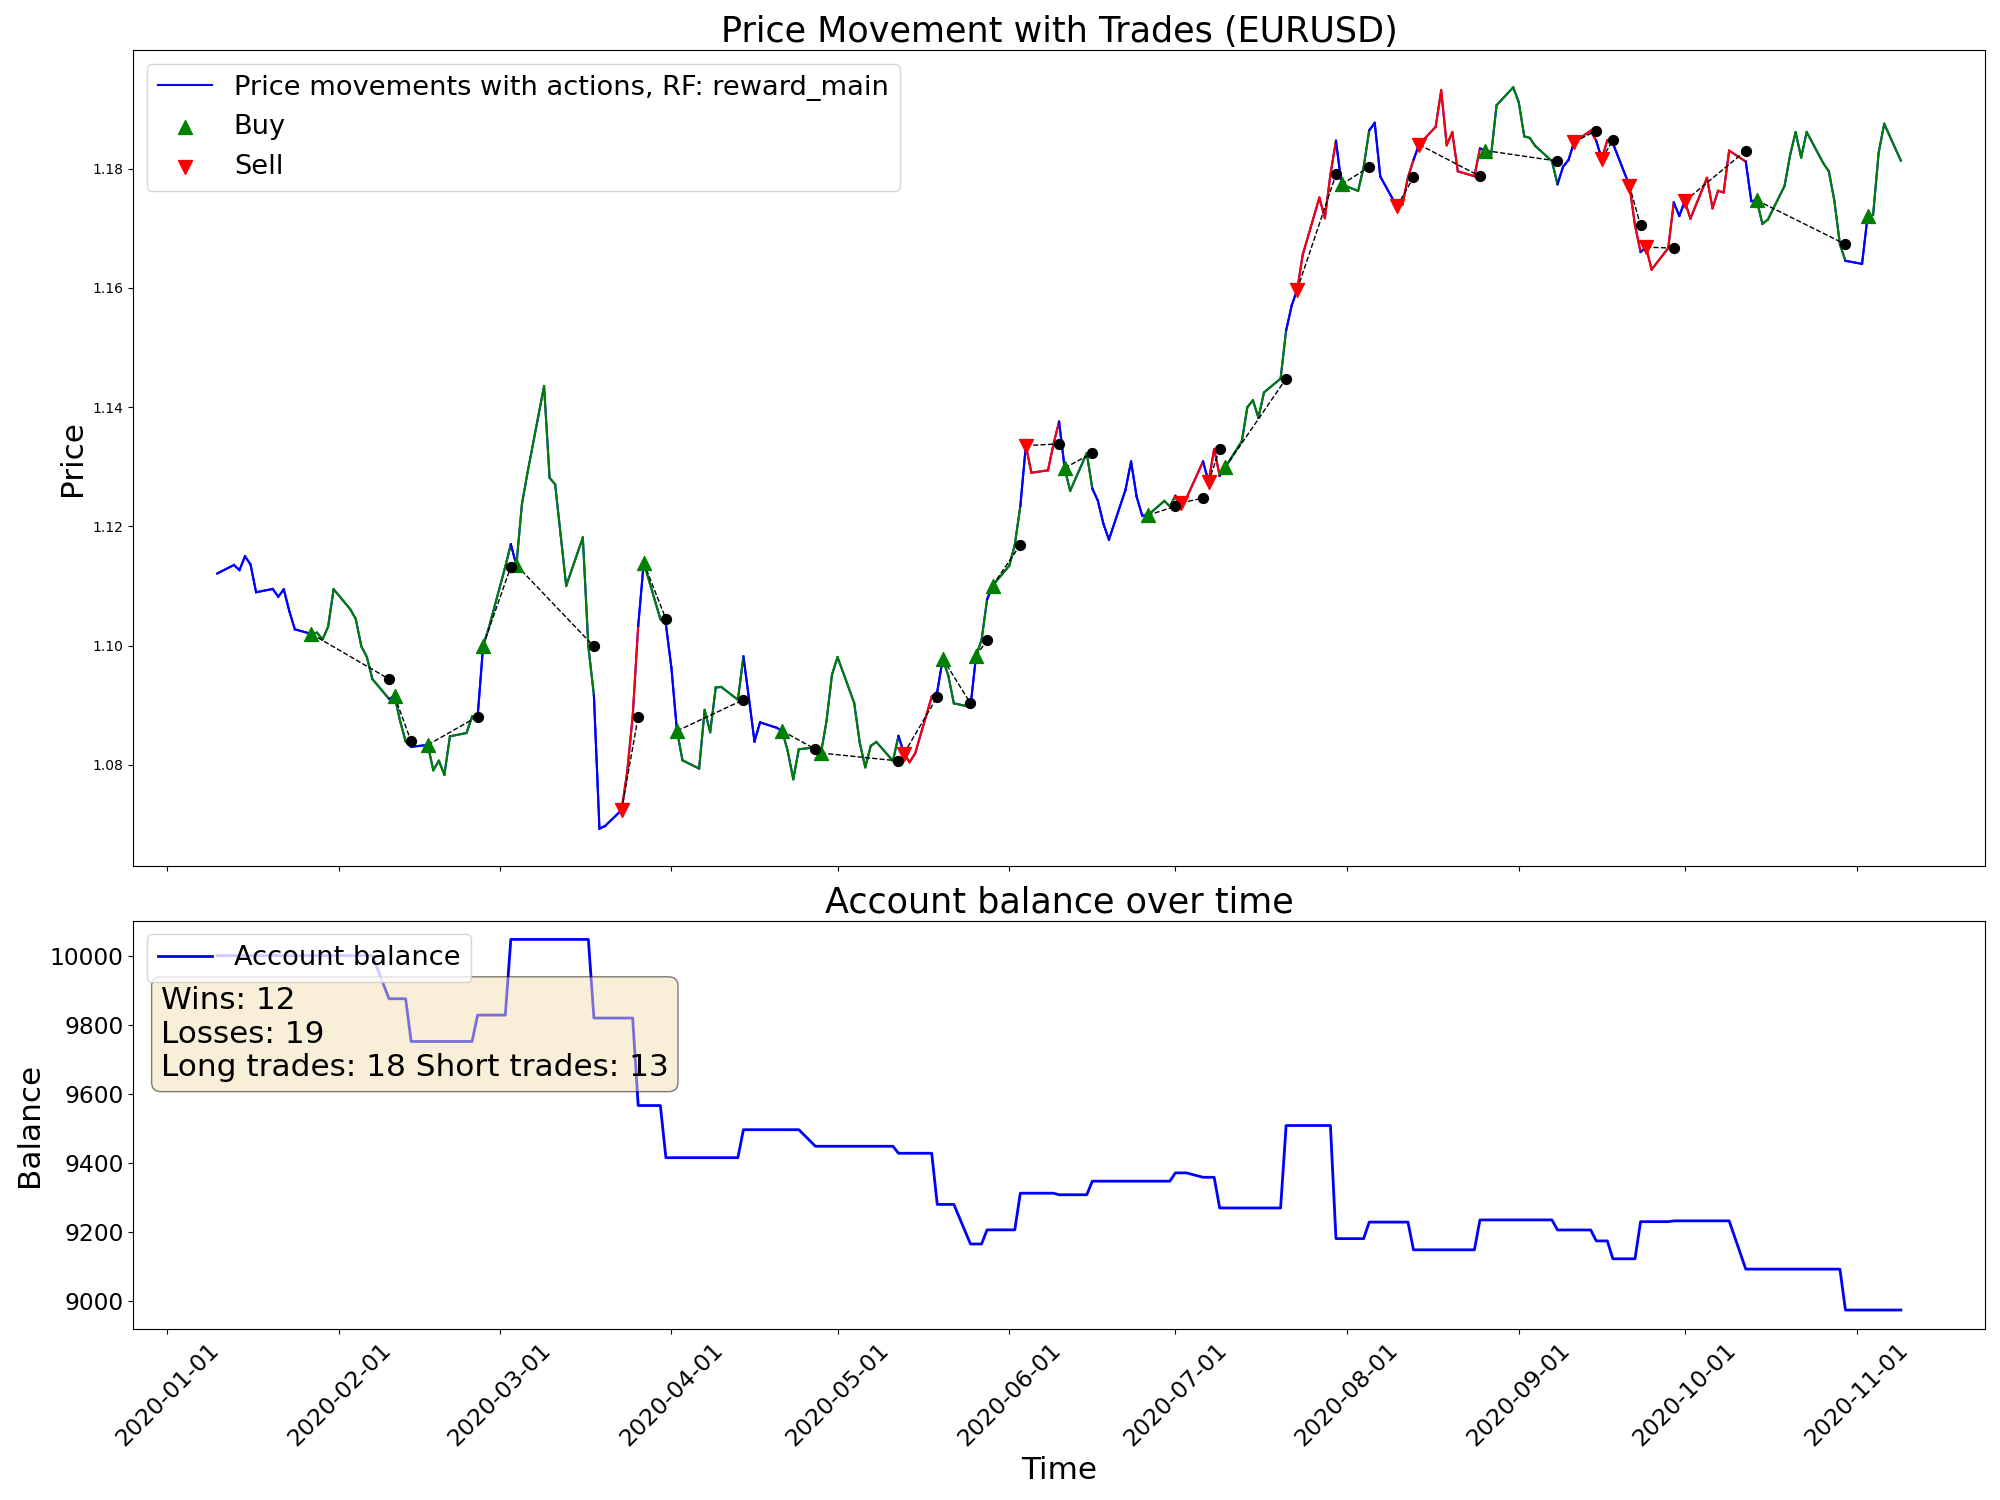 Price Movement with Trades (EURUSD)
Price movements with actions, RF: reward_main
Buy
Sell
Price
1.18
1.16
1.14
1.12
1.10
1.08
Account balance over time
Account balance
Wins: 12
Losses: 19
Long trades: 18 Short trades: 13
Balance
10000
9800
9600
9400
9200
9000
2020-01-01
2020-02-01
2020-03-01
2020-04-01
2020-05-01
2020-06-01
2020-07-01
2020-08-01
2020-09-01
2020-10-01
2020-11-01
Time